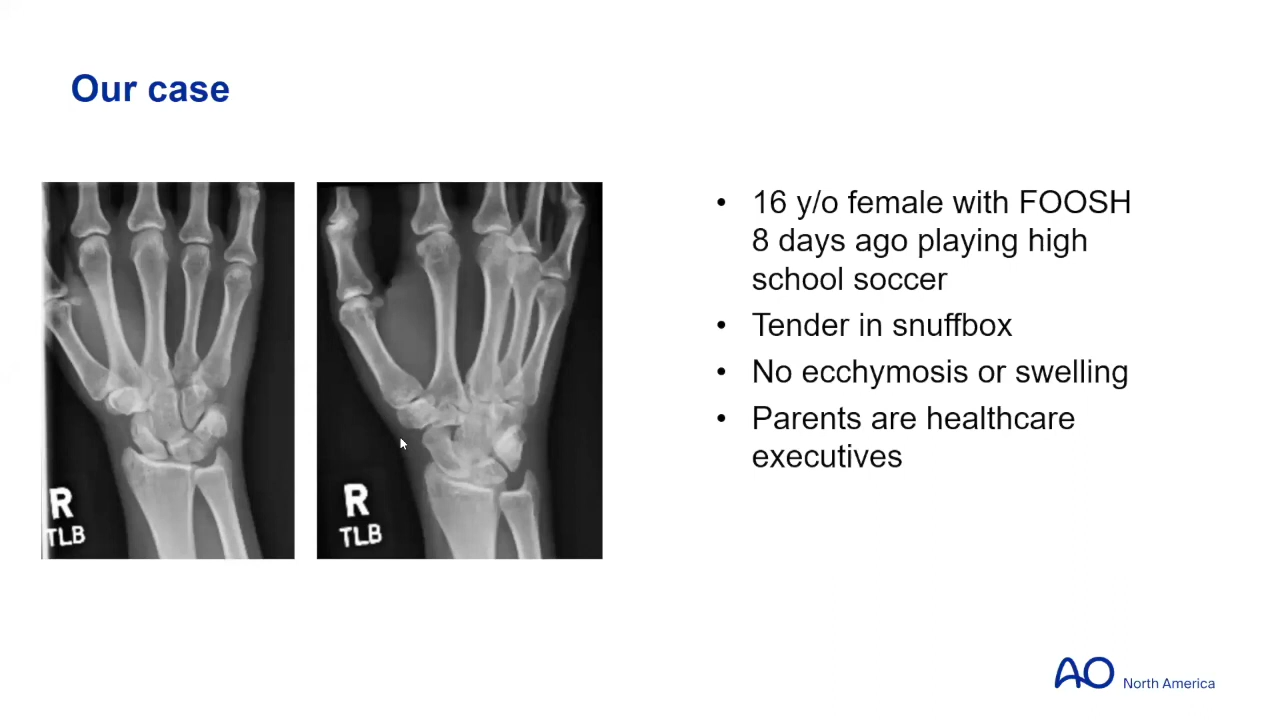 Our case
R
TLB
R
TLB
• 16 y/o female with FOOSH
8 days ago playing high
school soccer
• Tender in snuffbox
• No ecchymosis or swelling
• Parents are healthcare
executives
AO North America